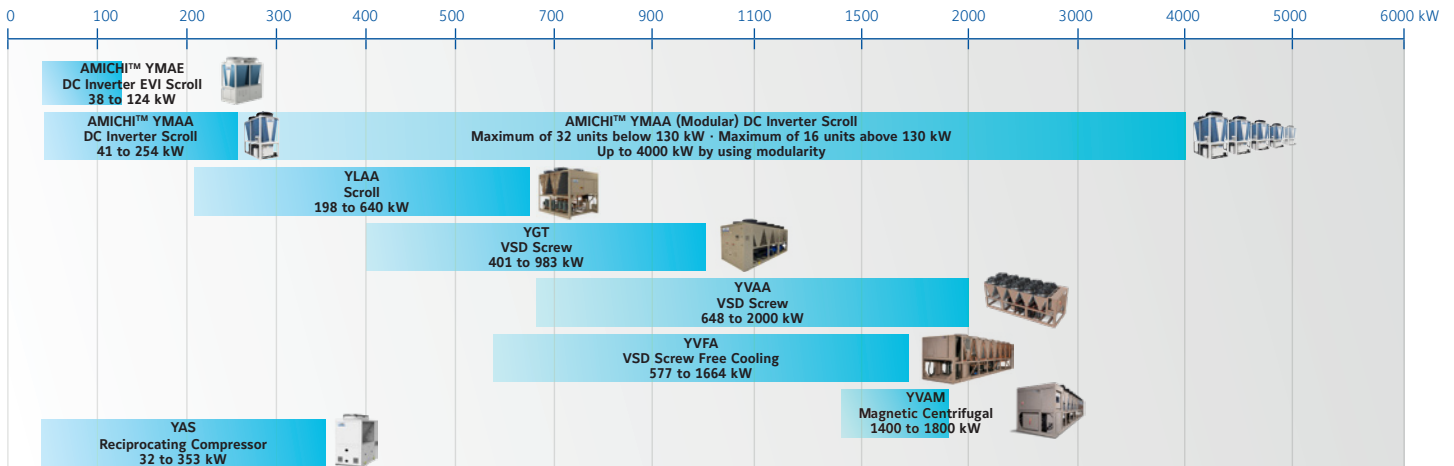 0 100 200 300 400 500 700 900 1100 1500 2000 3000 4000 5000 6000 kW
AMICHI™ YMAE
DC Inverter EVI Scroll
38 to 124 kW
AMICHI™ YMAA
DC Inverter Scroll
41 to 254 kW
AMICHI™ YMAA (Modular) DC Inverter Scroll
Maximum of 32 units below 130 kW · Maximum of 16 units above 130 kW
Up to 4000 kW by using modularity
YLAA
Scroll
198 to 640 kW
YGT
VSD Screw
401 to 983 kW
YVAA
VSD Screw
648 to 2000 kW
YVFA
VSD Screw Free Cooling
577 to 1664 kW
YVAM
Magnetic Centrifugal
1400 to 1800 kW
YAS
Reciprocating Compressor
32 to 353 kW